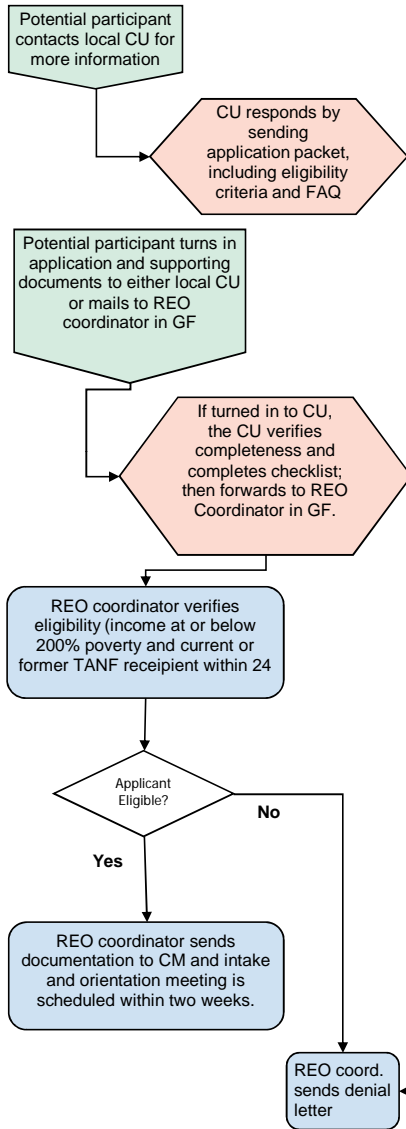 Potential participant
contacts local CU for
more information
CU responds by
sending
application packet,
including eligibility
criteria and FAQ
Potential participant turns in
application and supporting
documents to either local CU
or mails to REO
coordinator in GF
If turned in to CU,
the CU verifies
completeness and
completes checklist;
then forwards to REO
Coordinator in GF.
REO coordinator verifies
eligibility (income at or below
200% poverty and current or
former TANF receipient within 24
Applicant
Eligible?
No
Yes
REO coordinator sends
documentation to CM and intake
and orientation meeting is
scheduled within two weeks.
REO coord.
sends denial
letter